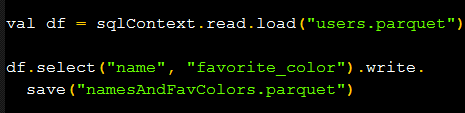 val df = sqlContext.read.load("users.parquet")
df.select("name", "favorite_color").write.
save("namesAndFavColors.parquet")